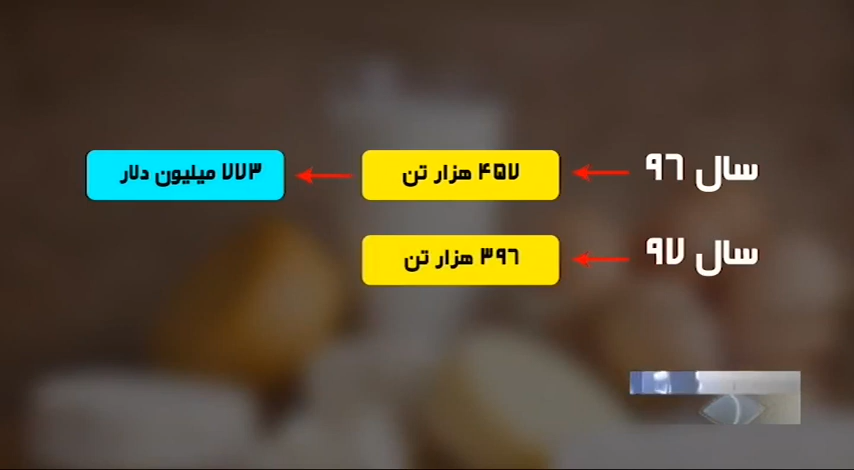 سال ۹۶ ۴۵۷ هزار تن ۷۷۳ میلیون دلار
سال ۹۷ ۳۹۶ هزار تن